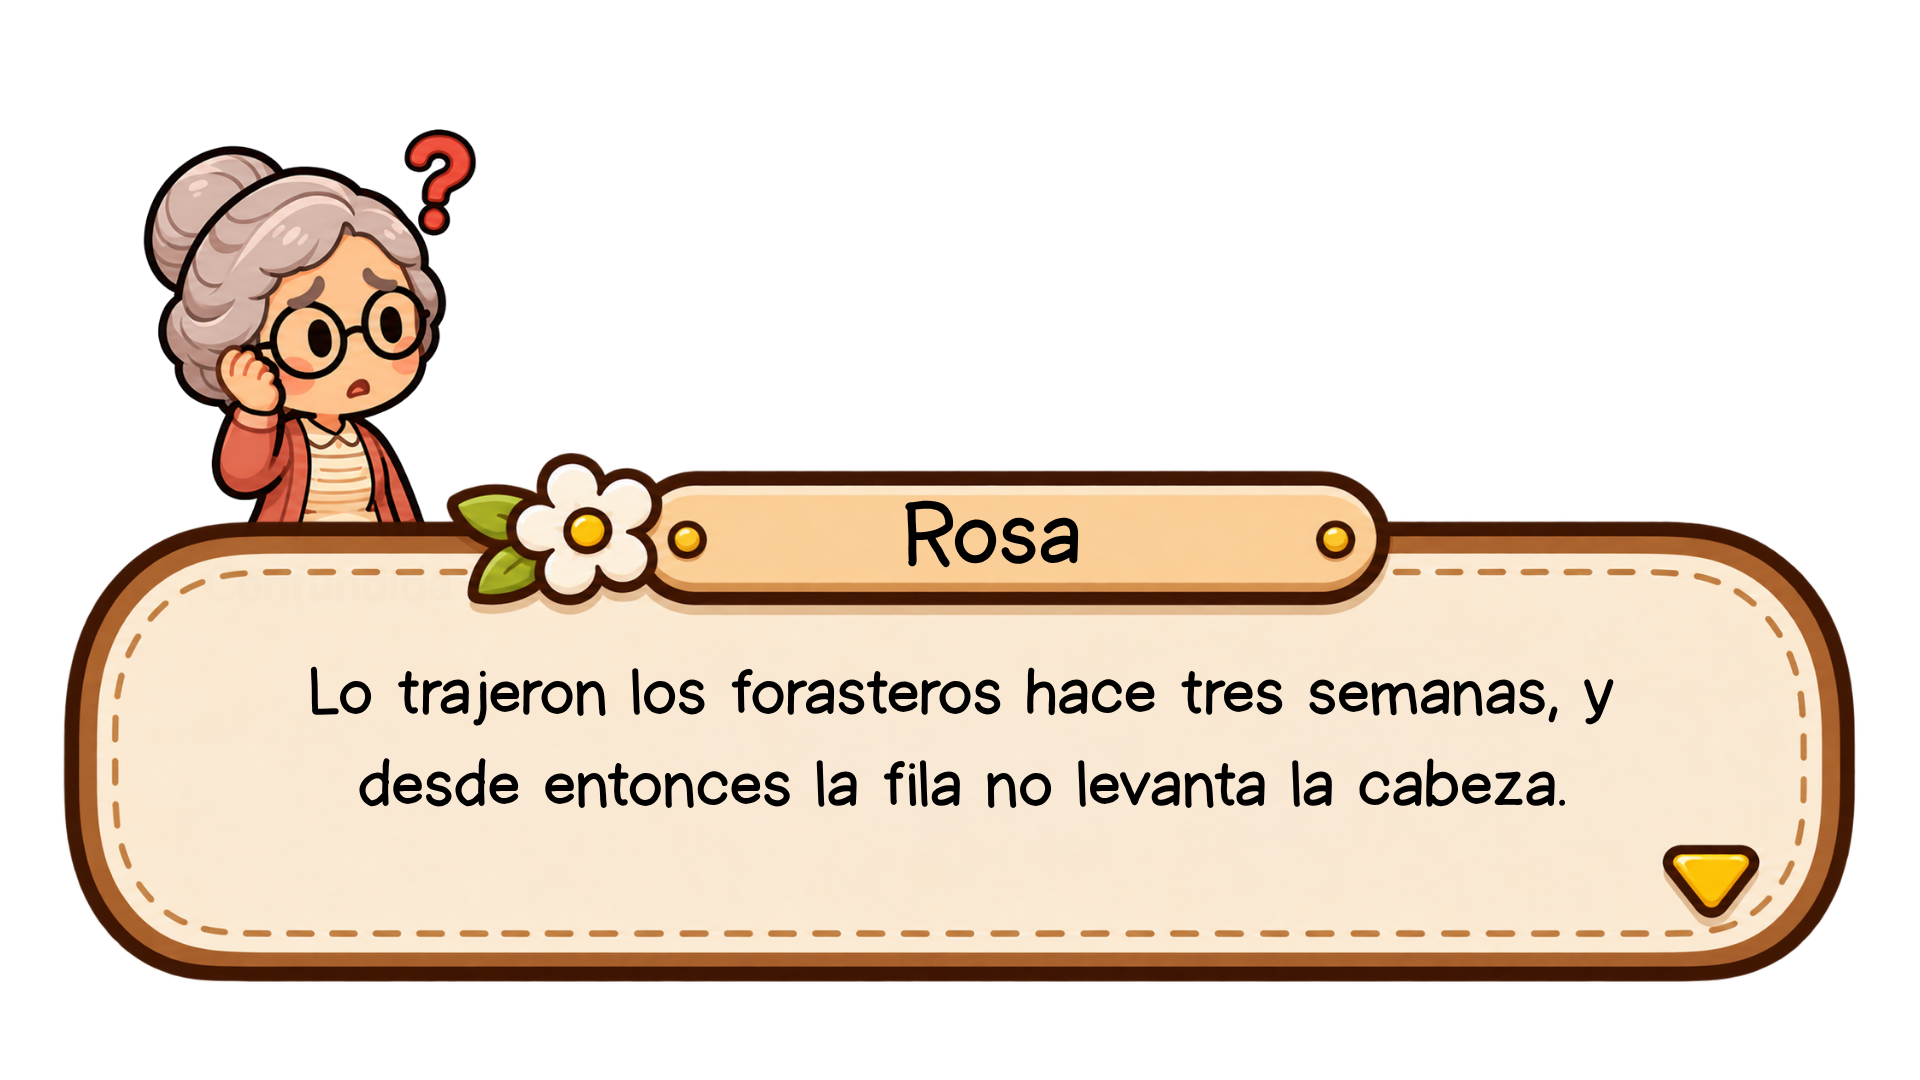 ?
Rosa
Lo trajeron los forasteros hace tres semanas, y
desde entonces la fila no levanta la cabeza.